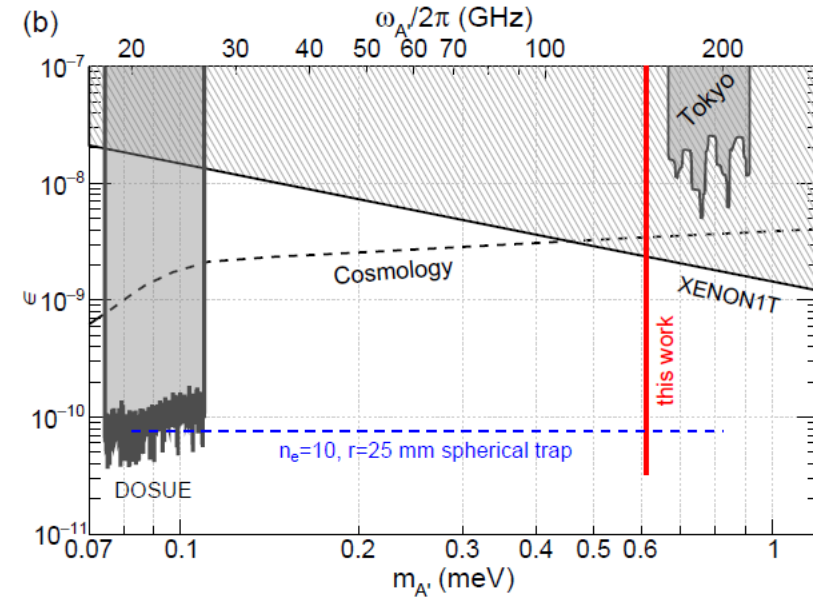 (b)
ω_A'/2π (GHz)
20 30 40 50 60 70 100 200
10⁻⁷
10⁻⁸
10⁻⁹
10⁻¹⁰
10⁻¹¹
ϵ
Tokyo
Cosmology
XENON1T
this work
n_e=10, r=25 mm spherical trap
DOSUE
0.07 0.1 0.2 0.3 0.4 0.5 0.6 1
m_A' (meV)